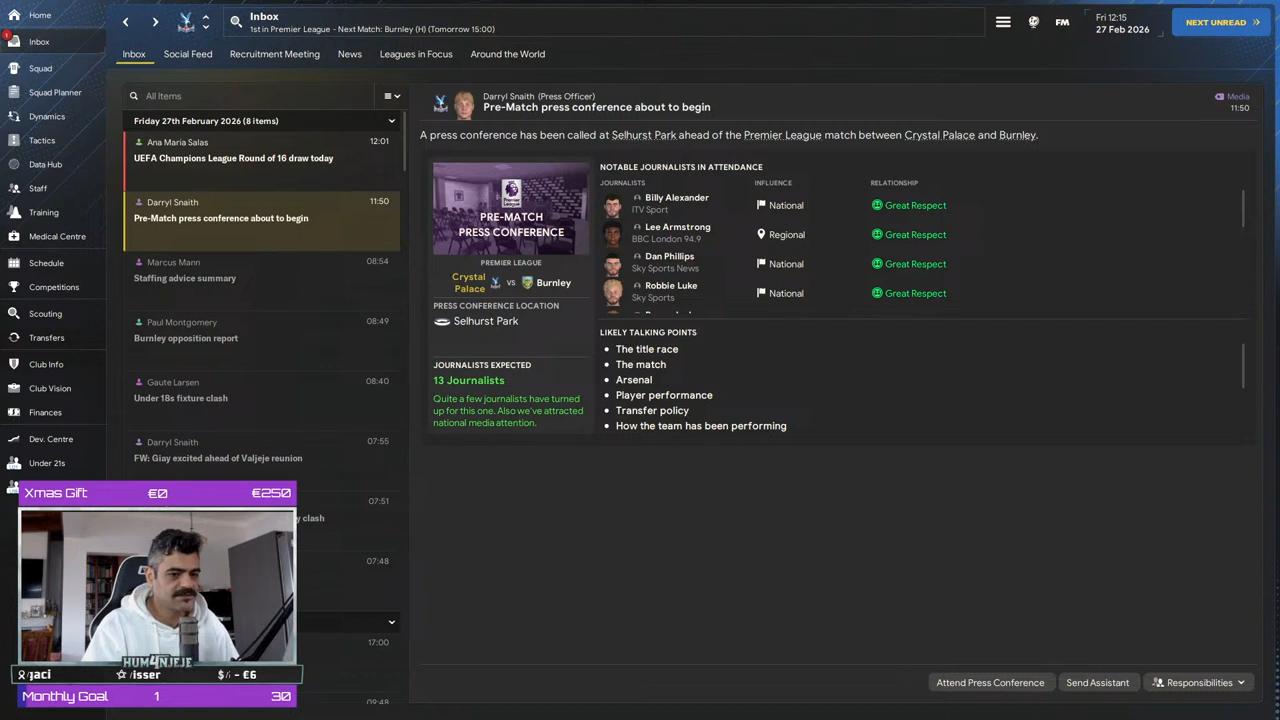 Home
1
Inbox
Squad
Squad Planner
Dynamics
Tactics
Data Hub
Staff
Training
Medical Centre
Schedule
Competitions
Scouting
Transfers
Club Info
Club Vision
Finances
Dev. Centre
Under 21s
Inbox
1st in Premier League - Next Match: Burnley (H) (Tomorrow 15:00)
FM
Fri 12:15
27 Feb 2026
NEXT UNREAD
Inbox Social Feed Recruitment Meeting News Leagues in Focus Around the World
All Items
Friday 27th February 2026 (8 items)
Ana Maria Salas 12:01
UEFA Champions League Round of 16 draw today
Darryl Snaith 11:50
Pre-Match press conference about to begin
Marcus Mann 08:54
Staffing advice summary
Paul Montgomery 08:49
Burnley opposition report
Gaute Larsen 08:40
Under 18s fixture clash
Darryl Snaith 07:55
FW: Giay excited ahead of Valjeje reunion
07:51
y clash
07:48
17:00
09:48
Darryl Snaith (Press Officer)
Pre-Match press conference about to begin
Media
11:50
A press conference has been called at Selhurst Park ahead of the Premier League match between Crystal Palace and Burnley.
PRE-MATCH
PRESS CONFERENCE
PREMIER LEAGUE
Crystal Palace VS Burnley
PRESS CONFERENCE LOCATION
Selhurst Park
JOURNALISTS EXPECTED
13 Journalists
Quite a few journalists have turned
up for this one. Also we've attracted
national media attention.
NOTABLE JOURNALISTS IN ATTENDANCE
JOURNALISTS INFLUENCE RELATIONSHIP
Billy Alexander
ITV Sport
National Great Respect
Lee Armstrong
BBC London 94.9
Regional Great Respect
Dan Phillips
Sky Sports News
National Great Respect
Robbie Luke
Sky Sports
National Great Respect
LIKELY TALKING POINTS
The title race
The match
Arsenal
Player performance
Transfer policy
How the team has been performing
Attend Press Conference Send Assistant Responsibilities
Xmas Gift €0 €250
HUM4NJEJE
/isser
- €6
Monthly Goal 1 30